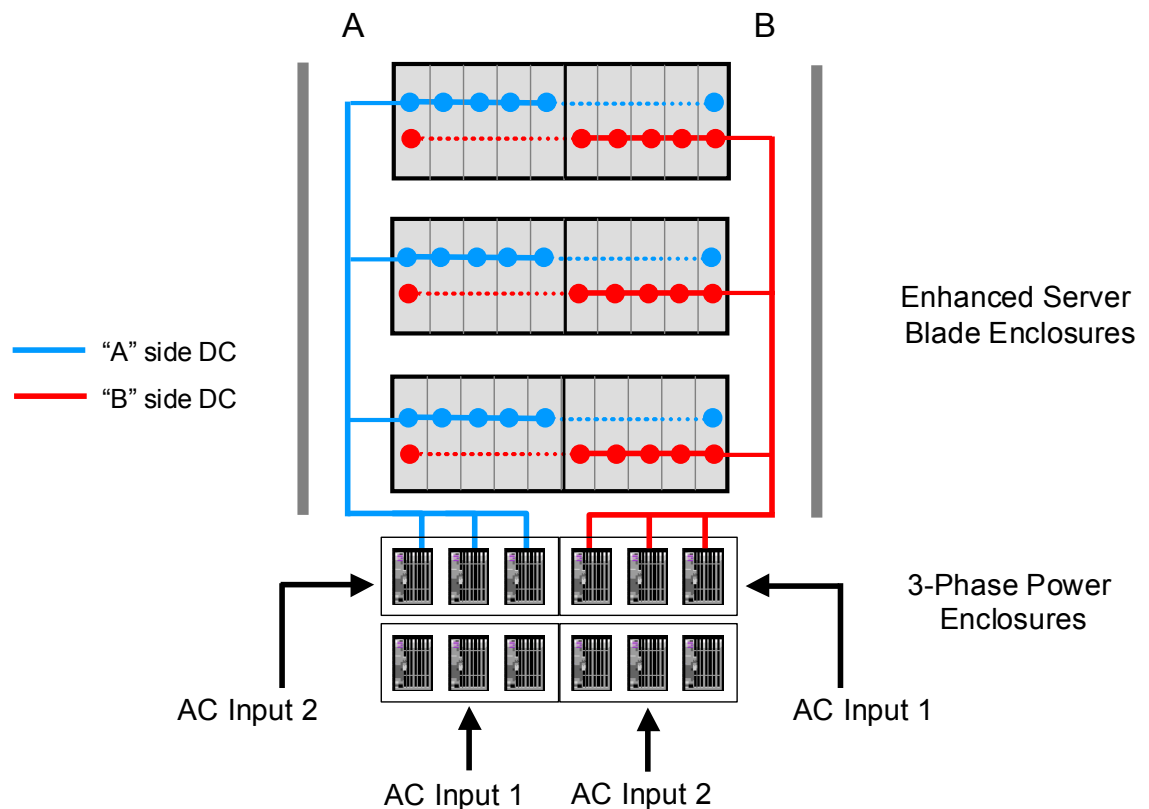 A
B
Enhanced Server
Blade Enclosures
“A” side DC
“B” side DC
3-Phase Power
Enclosures
AC Input 2
AC Input 1
AC Input 1
AC Input 2